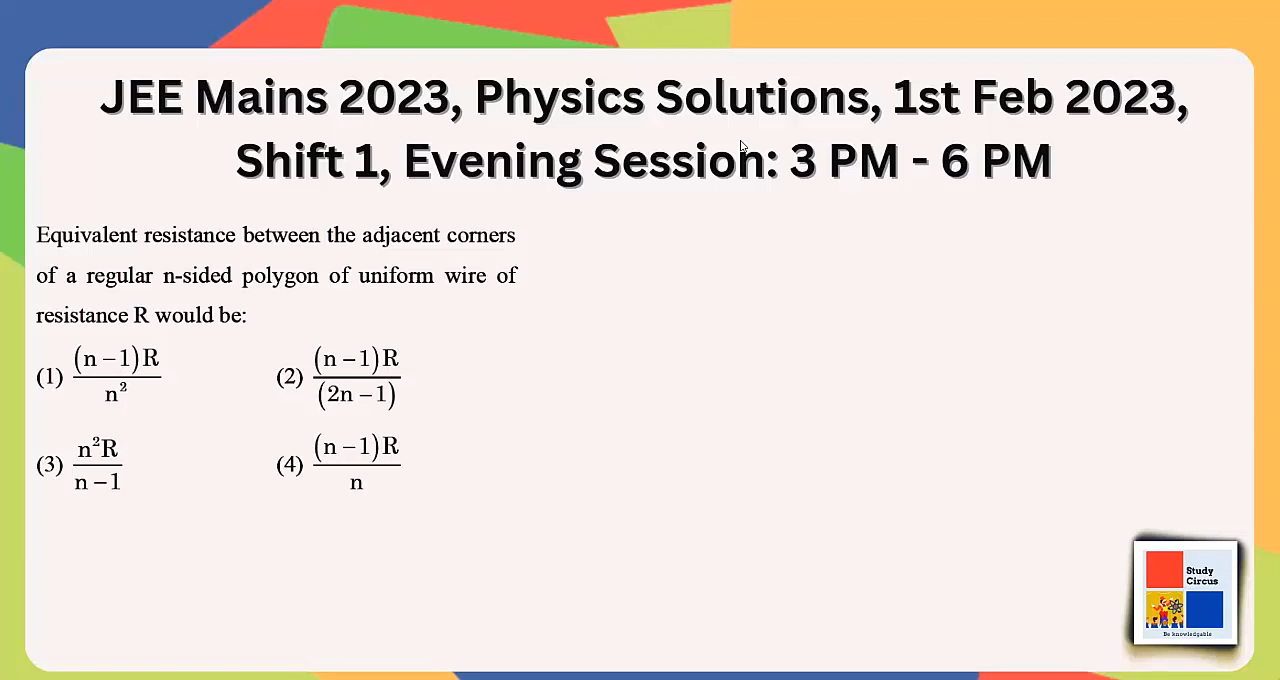 JEE Mains 2023, Physics Solutions, 1st Feb 2023,
Shift 1, Evening Session: 3 PM - 6 PM
Equivalent resistance between the adjacent corners
of a regular n-sided polygon of uniform wire of
resistance R would be:
(1) (n – 1)R / n² (2) (n – 1)R / (2n – 1)
(3) n²R / n – 1 (4) (n – 1)R / n
Study
Circus
Be knowledgable